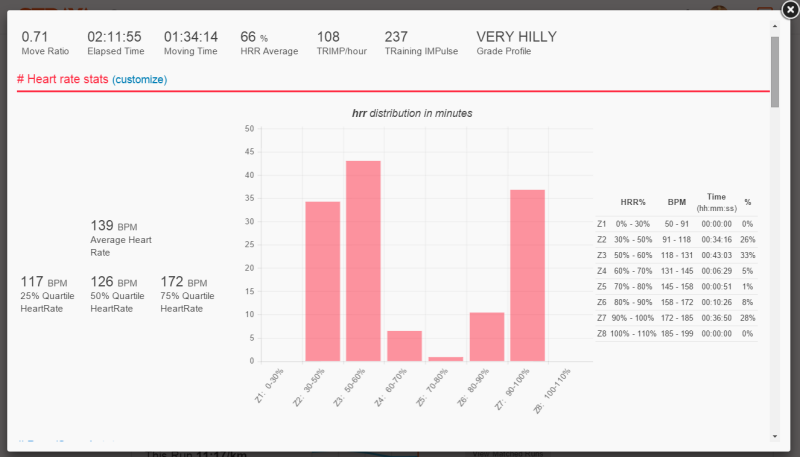 0.71 02:11:55 01:34:14 66 % 108 237 VERY HILLY
Move Ratio Elapsed Time Moving Time HRR Average TRIMP/hour TRaining IMPulse Grade Profile
# Heart rate stats (customize)
hrr distribution in minutes
139 BPM
Average Heart
Rate
117 BPM 126 BPM 172 BPM
25% Quartile 50% Quartile 75% Quartile
HeartRate HeartRate HeartRate
50
45
40
35
30
25
20
15
10
5
0
Z1: 0-30% Z2: 30-50% Z3: 50-60% Z4: 60-70% Z5: 70-80% Z6: 80-90% Z7: 90-100% Z8: 100-110%
HRR% BPM Time (hh:mm:ss) %
Z1 0% - 30% 50 - 91 00:00:00 0%
Z2 30% - 50% 91 - 118 00:34:16 26%
Z3 50% - 60% 118 - 131 00:43:03 33%
Z4 60% - 70% 131 - 145 00:06:29 5%
Z5 70% - 80% 145 - 158 00:00:51 1%
Z6 80% - 90% 158 - 172 00:10:26 8%
Z7 90% - 100% 172 - 185 00:36:50 28%
Z8 100% - 110% 185 - 199 00:00:00 0%
This Run 11:17/km